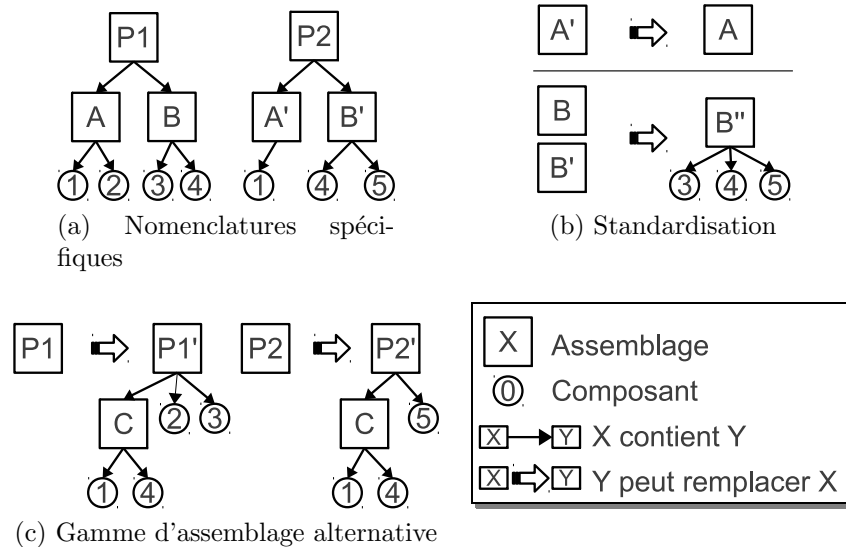 P1 P2
A B A' B'
1 2 3 4 1 4 5
(a) Nomenclatures spéci-
fiques
A' A
B
B'
B"
3 4 5
(b) Standardisation
P1 P1' P2 P2'
C 2 3 C 5
1 4 1 4
(c) Gamme d'assemblage alternative
X Assemblage
0 Composant
X Y X contient Y
X Y Y peut remplacer X